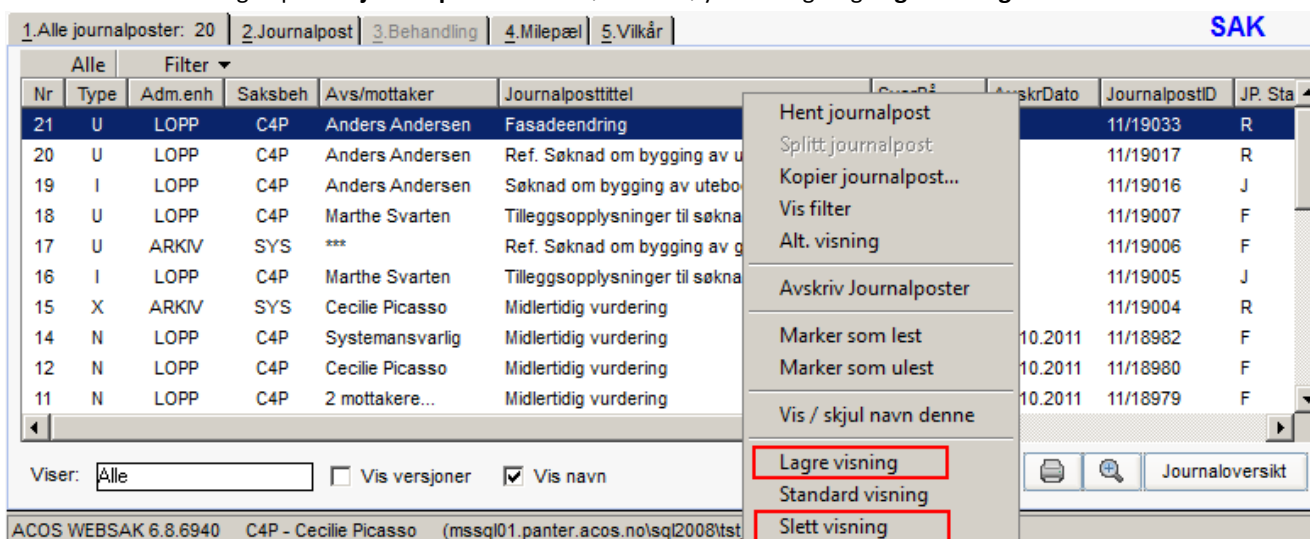 1.Alle journalposter: 20 2.Journalpost 3.Behandling 4.Milepæl 5.Vilkår SAK
Alle Filter
Nr Type Adm.enh Saksbeh Avs/mottaker Journalposttittel JournalpostID JP. Sta
21 U LOPP C4P Anders Andersen Fasadeendring 11/19033 R
20 U LOPP C4P Anders Andersen Ref. Søknad om bygging av u 11/19017 R
19 I LOPP C4P Anders Andersen Søknad om bygging av utebo 11/19016 J
18 U LOPP C4P Marthe Svarten Tilleggsopplysninger til søkna 11/19007 F
17 U ARKIV SYS *** Ref. Søknad om bygging av g 11/19006 F
16 I LOPP C4P Marthe Svarten Tilleggsopplysninger til søkna 11/19005 J
15 X ARKIV SYS Cecilie Picasso Midlertidig vurdering 11/19004 R
14 N LOPP C4P Systemansvarlig Midlertidig vurdering 10.2011 11/18982 F
12 N LOPP C4P Cecilie Picasso Midlertidig vurdering 10.2011 11/18980 F
11 N LOPP C4P 2 mottakere... Midlertidig vurdering 10.2011 11/18979 F
Hent journalpost
Splitt journalpost
Kopier journalpost...
Vis filter
Alt. visning
Avskriv Journalposter
Marker som lest
Marker som ulest
Vis / skjul navn denne
Lagre visning
Standard visning
Slett visning
Viser: Alle Vis versjoner Vis navn Journaloversikt
ACOS WEBSAK 6.8.6940 C4P - Cecilie Picasso (mssql01.panter.acos.no\sql2008\tst